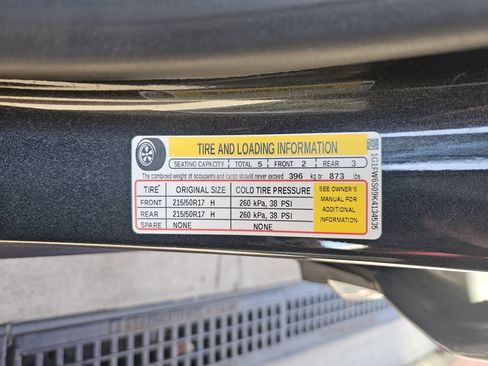 TIRE AND LOADING INFORMATION
SEATING CAPACITY TOTAL 5 FRONT 2 REAR 3
The combined weight of occupants and cargo should never exceed 396 kg or 873 lbs.
TIRE ORIGINAL SIZE COLD TIRE PRESSURE
FRONT 215/50R17 H 260 kPa, 38 PSI
REAR 215/50R17 H 260 kPa, 38 PSI
SPARE NONE NONE
SEE OWNER'S
MANUAL FOR
ADDITIONAL
INFORMATION
1G1FW6S09K4134535